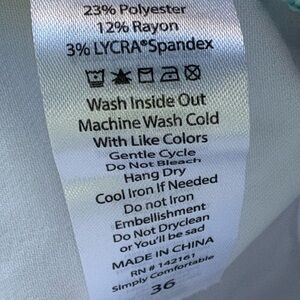 23% Polyester
12% Rayon
3% LYCRA®Spandex
Wash Inside Out
Machine Wash Cold
With Like Colors
Gentle Cycle
Do Not Bleach
Hang Dry
Cool Iron If Needed
Do not Iron
Embellishment
Do Not Dryclean
or You'll be sad
MADE IN CHINA
RN # 142161
Simply Comfortable
36